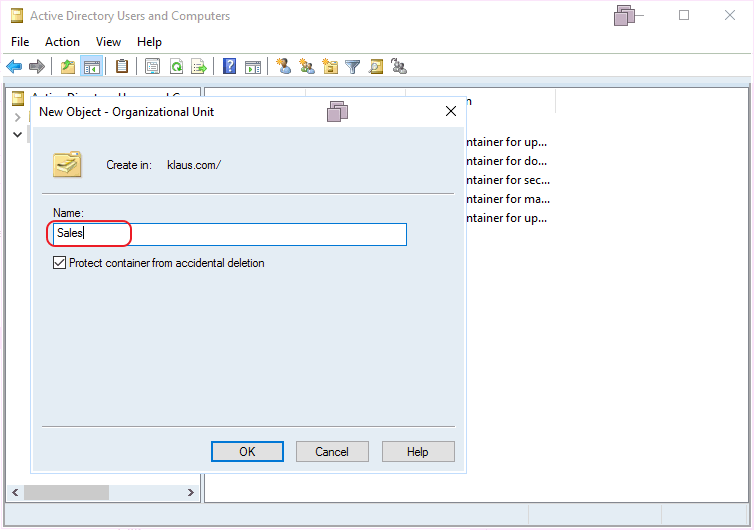 Active Directory Users and Computers
File Action View Help
New Object - Organizational Unit
Create in: klaus.com/
Name:
Sales
Protect container from accidental deletion
OK Cancel Help
ntainer for up...
ntainer for do...
ntainer for sec...
ntainer for ma...
ntainer for up...